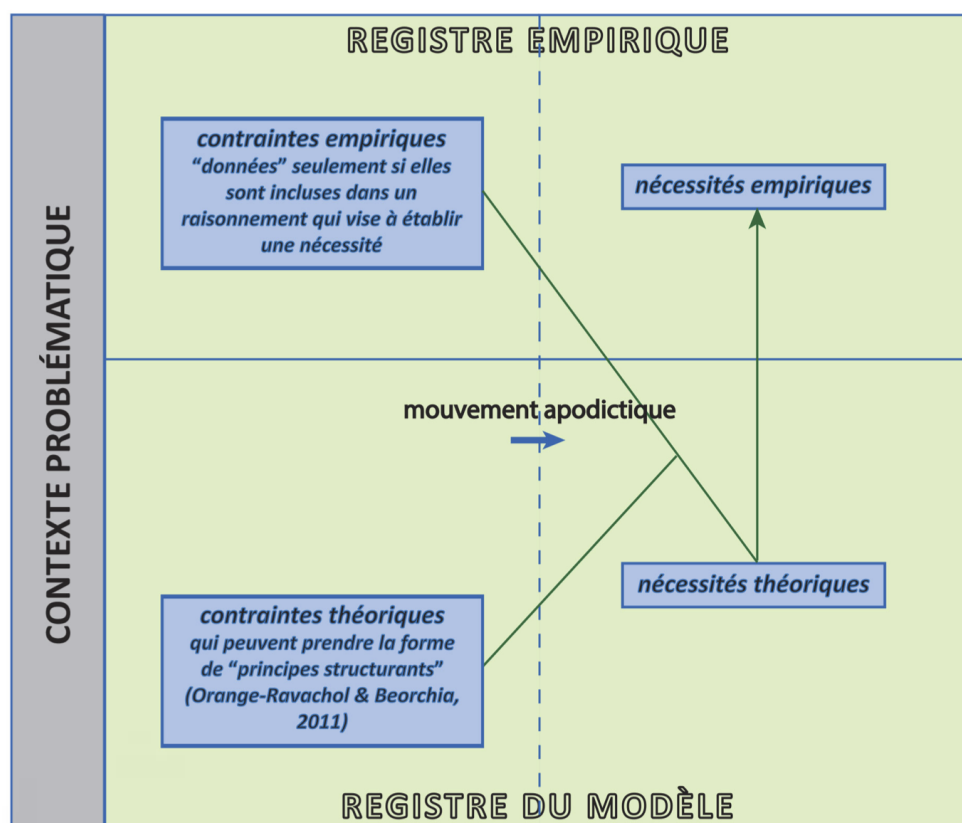 CONTEXTE PROBLÉMATIQUE
REGISTRE EMPIRIQUE
contraintes empiriques
“données” seulement si elles
sont incluses dans un
raisonnement qui vise à établir
une nécessité
nécessités empiriques
mouvement apodictique
contraintes théoriques
qui peuvent prendre la forme
de “principes structurants”
(Orange-Ravachol & Beorchia,
2011)
nécessités théoriques
REGISTRE DU MODÈLE